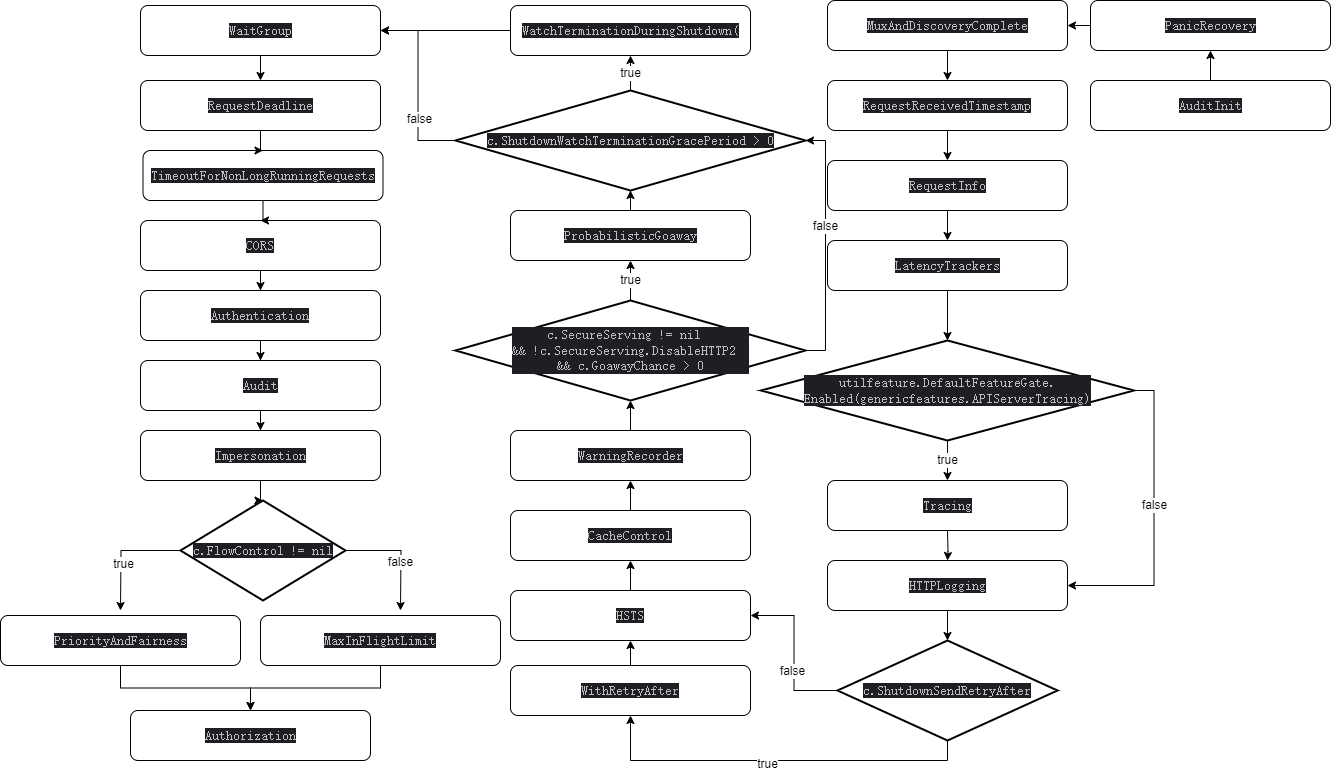 WaitGroup
WatchTerminationDuringShutdown(
MuxAndDiscoveryComplete
PanicRecovery
true
RequestDeadline
false
RequestReceivedTimestamp
AuditInit
c.ShutdownWatchTerminationGracePeriod > 0
TimeoutForNonLongRunningRequests
RequestInfo
CORS
ProbabilisticGoaway
false
LatencyTrackers
true
Authentication
c.SecureServing != nil
&& !c.SecureServing.DisableHTTP2
&& c.GoawayChance > 0
Audit
utilfeature.DefaultFeatureGate.
Enabled(genericfeatures.APIServerTracing)
Impersonation
WarningRecorder
true
Tracing
false
c.FlowControl != nil
CacheControl
true
false
HTTPLogging
HSTS
PriorityAndFairness
MaxInFlightLimit
false
WithRetryAfter
c.ShutdownSendRetryAfter
Authorization
true